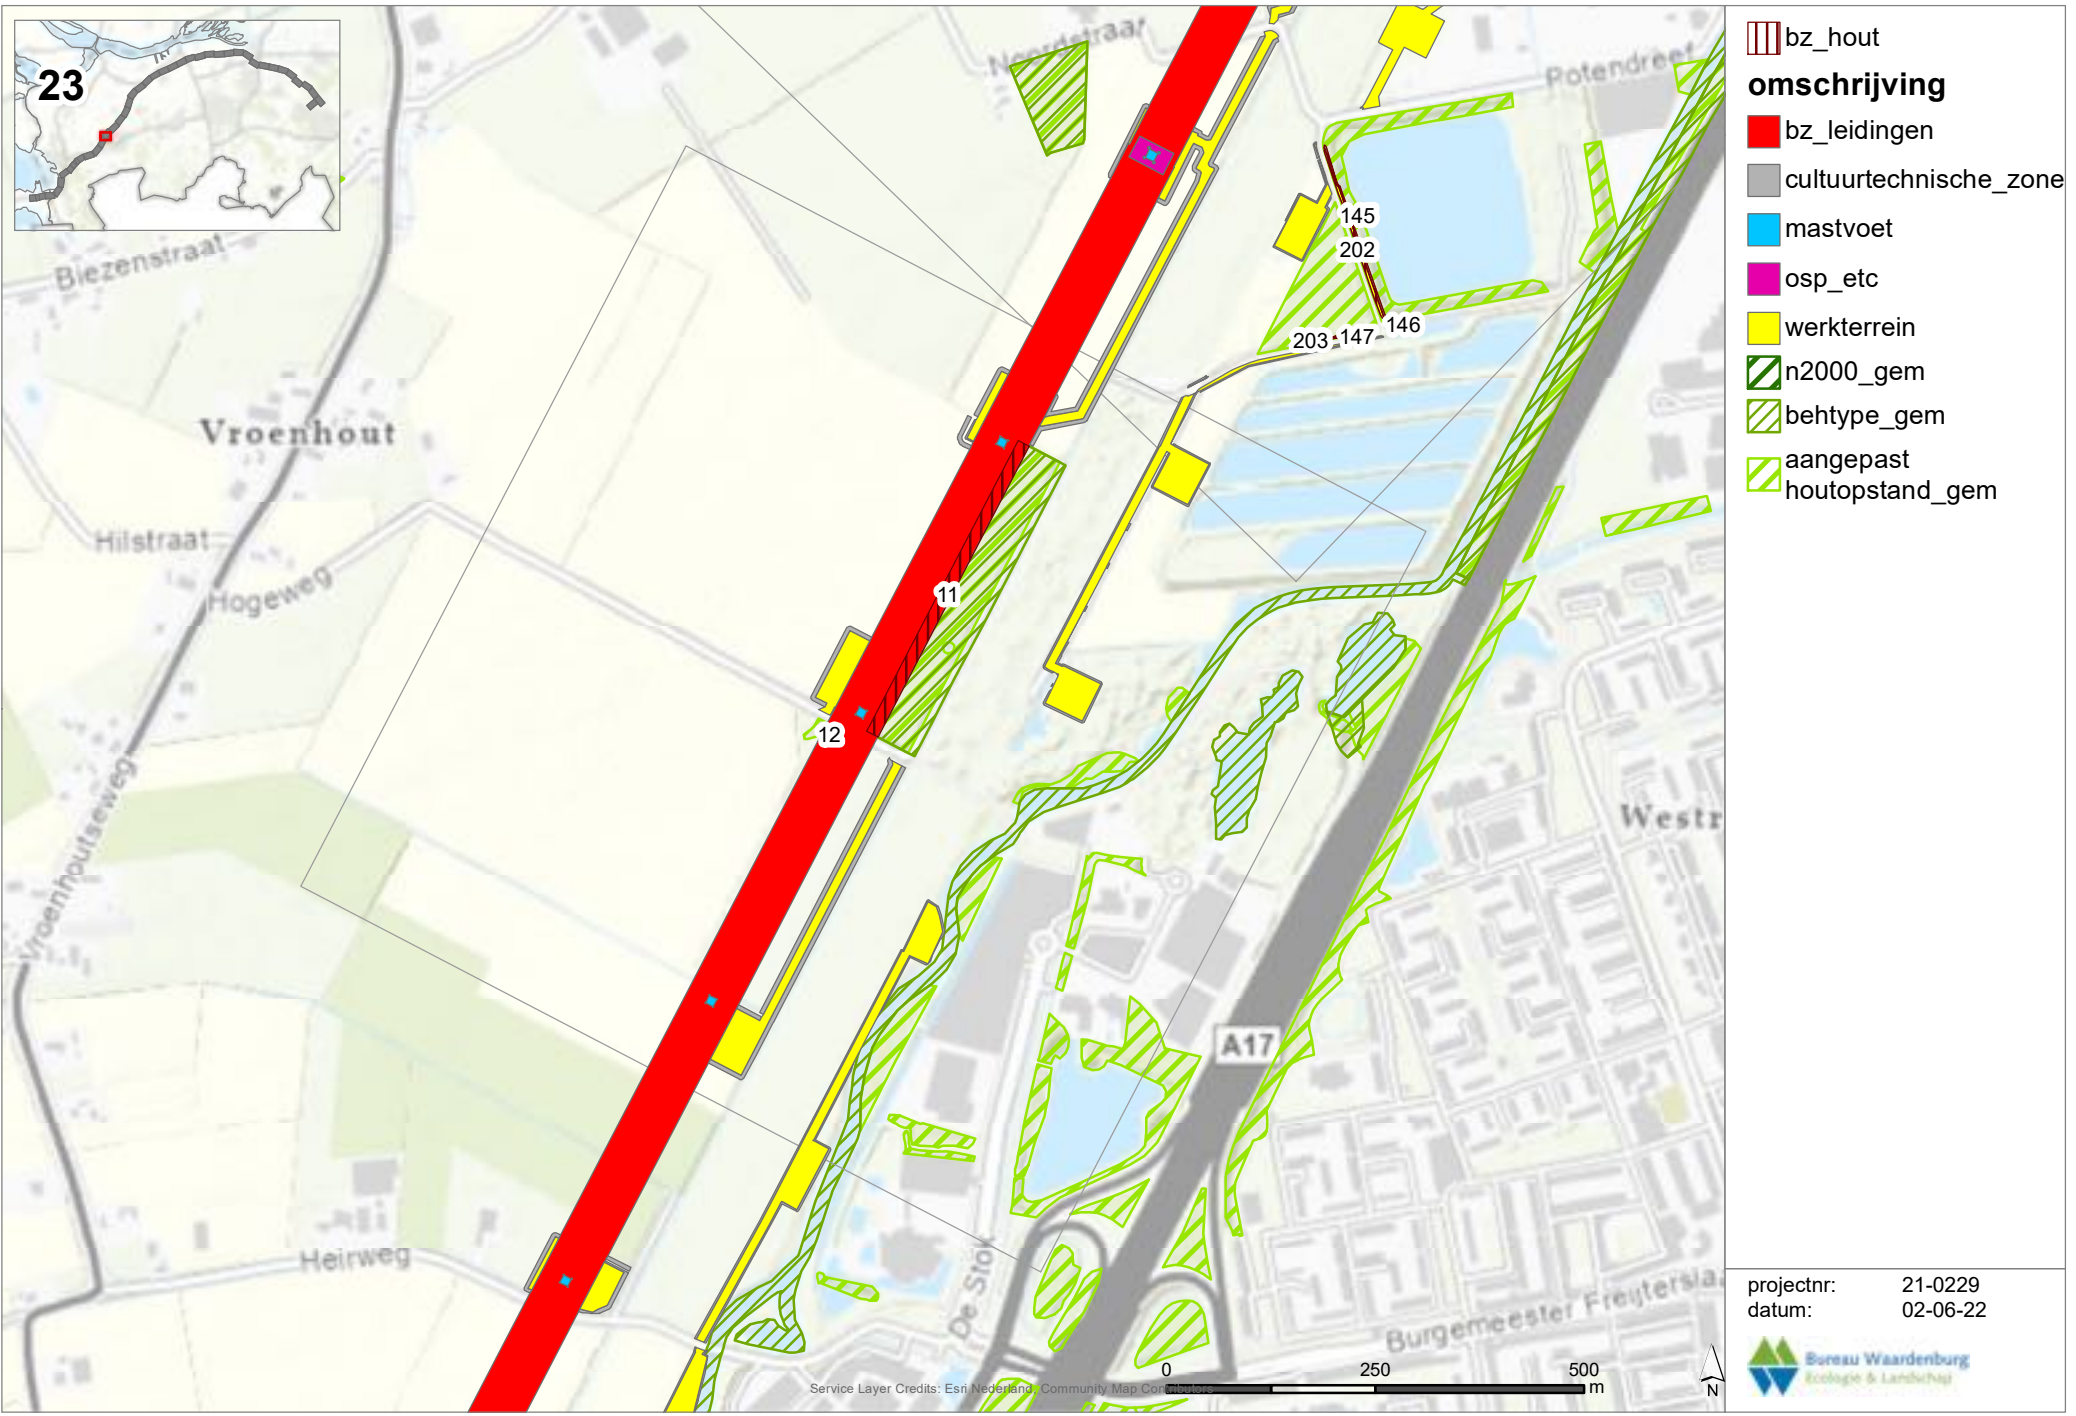 23
Noordstraat
Potendreef
Biezenstraat
145
202
146
203
147
Vroenhout
Hilstraat
Hogeweg
11
12
Vroenhoutseweg
Westr
A17
Heirweg
De Stok
Burgemeester Freijtersla
0 250 500
m
N
Service Layer Credits: Esri Nederland, Community Map Contributors
bz_hout
omschrijving
bz_leidingen
cultuurtechnische_zone
mastvoet
osp_etc
werkterrein
n2000_gem
behtype_gem
aangepast
houtopstand_gem
projectnr: 21-0229
datum: 02-06-22
Bureau Waardenburg
Ecologie & Landschap